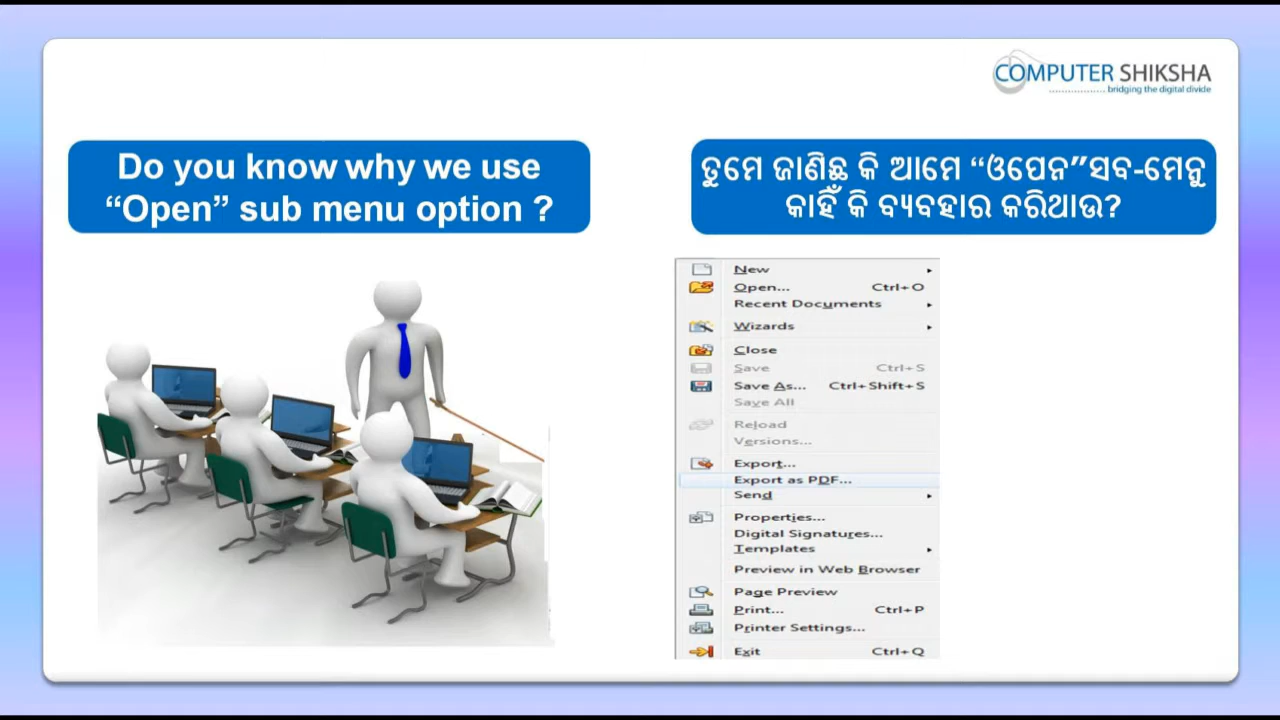 COMPUTER SHIKSHA
bridging the digital divide
Do you know why we use
“Open” sub menu option ?
ତୁମେ ଜାଣିଛ କି ଆମେ “ଓପେନ”ସବ-ମେନୁ
କାହିଁ କି ବ୍ୟବହାର କରିଥାଉ?
New
Open... Ctrl+O
Recent Documents
Wizards
Close
Save Ctrl+S
Save As... Ctrl+Shift+S
Save All
Reload
Versions...
Export...
Export as PDF...
Send
Properties...
Digital Signatures...
Templates
Preview in Web Browser
Page Preview
Print... Ctrl+P
Printer Settings...
Exit Ctrl+Q